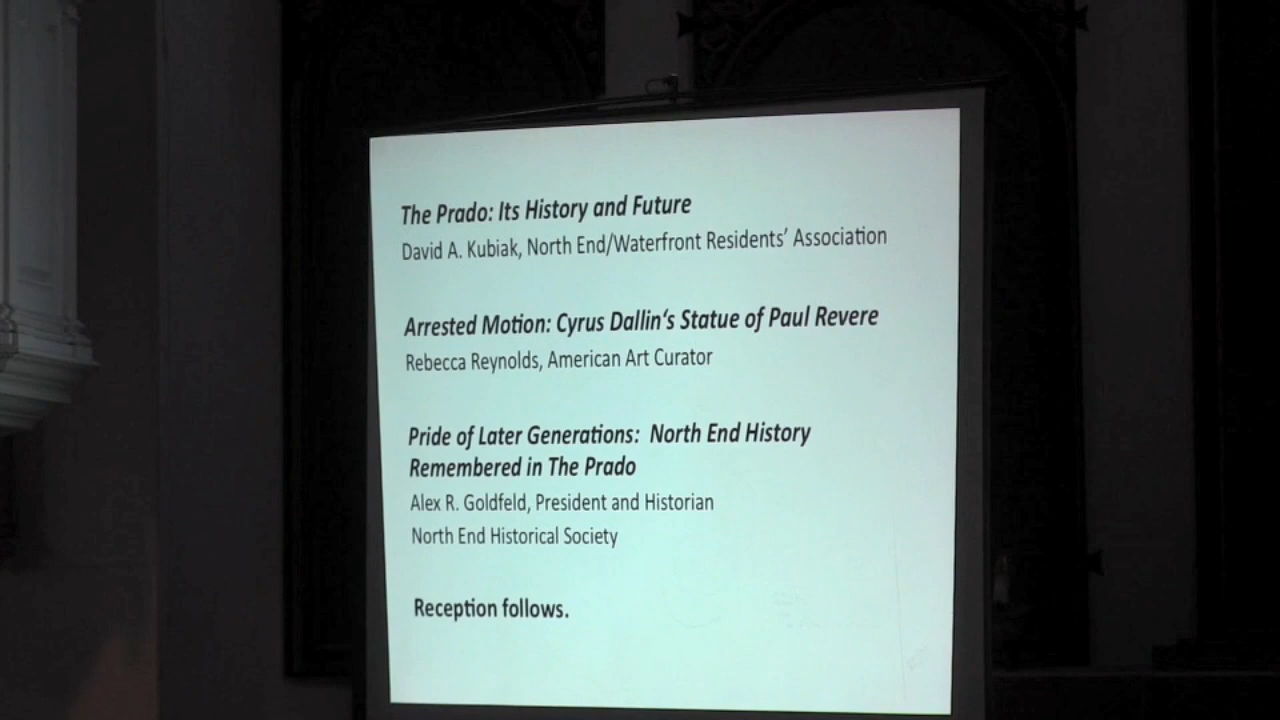 The Prado: Its History and Future
David A. Kubiak, North End/Waterfront Residents’ Association
Arrested Motion: Cyrus Dallin‘s Statue of Paul Revere
Rebecca Reynolds, American Art Curator
Pride of Later Generations:  North End History
Remembered in The Prado
Alex R. Goldfeld, President and Historian
North End Historical Society
Reception follows.